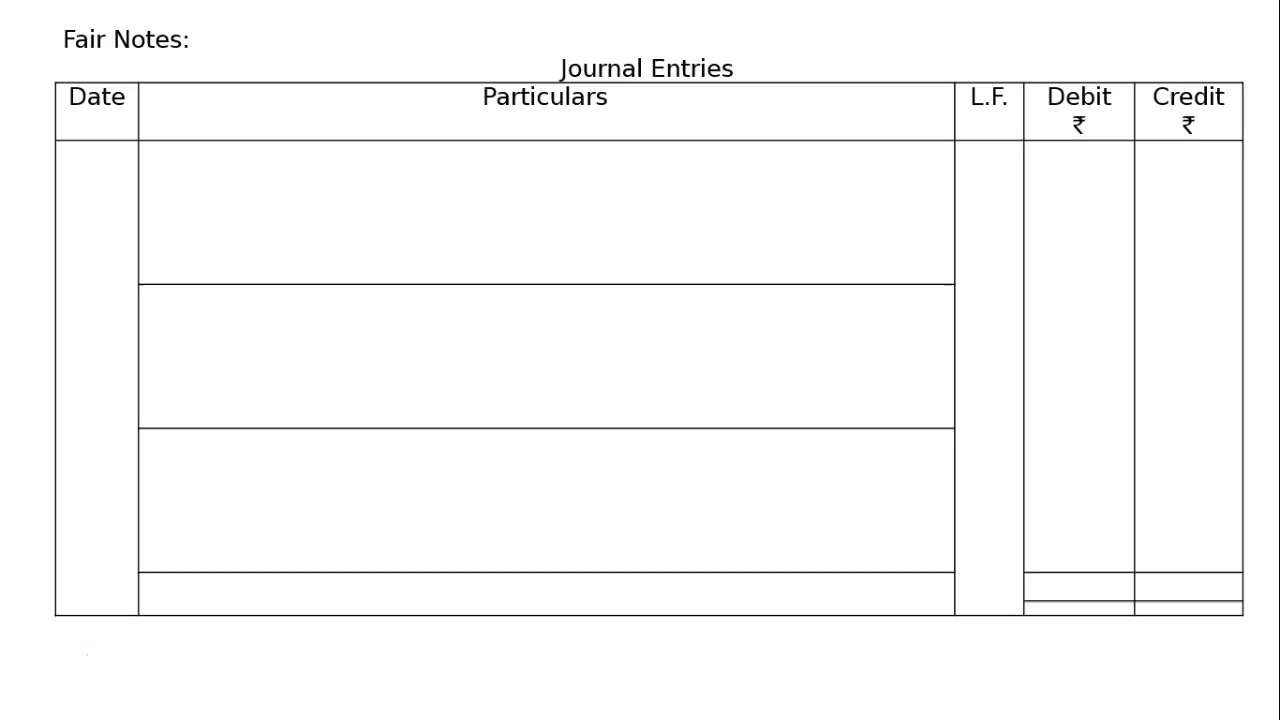 Fair Notes:
Journal Entries
Date Particulars L.F. Debit Credit
₹ ₹